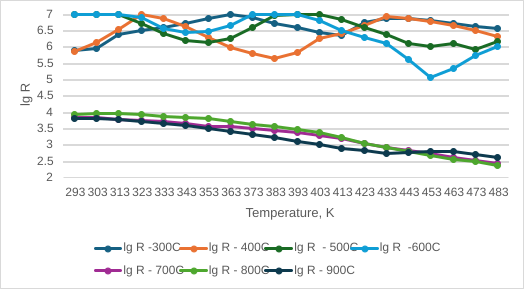 7
6.5
6
5.5
5
4.5
4
3.5
3
2.5
2
lg R
293 303 313 323 333 343 353 363 373 383 393 403 413 423 433 443 453 463 473 483
Temperature, K
lg R -300C lg R - 400C lg R - 500C lg R -600C
lg R - 700C lg R - 800C lg R - 900C